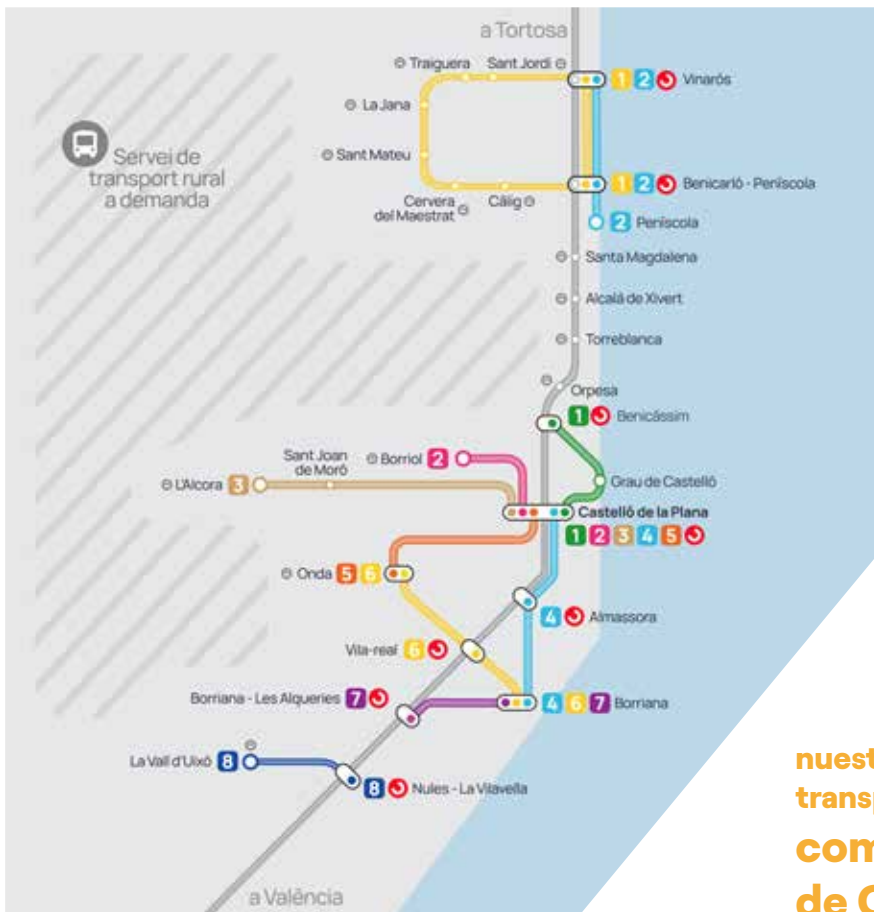 a Tortosa
Traiguera
Sant Jordi
1 2 Vinaròs
La Jana
Servei de
transport rural
a demanda
Sant Mateu
1 2 Benicarló - Peníscola
Cervera
del Maestrat
Càlig
2 Peníscola
Santa Magdalena
Alcalà de Xivert
Torreblanca
Orpesa
1 Benicàssim
Sant Joan
de Moró
Borriol 2
L'Alcora 3
Grau de Castelló
Castelló de la Plana
1 2 3 4 5
Onda 5 6
4 Almassora
Vila-real 6
Borriana - Les Alqueries 7
4 6 7 Borriana
La Vall d'Uixó 8
8 Nules - La Vilavella
a València
nuest
transp
com
de C